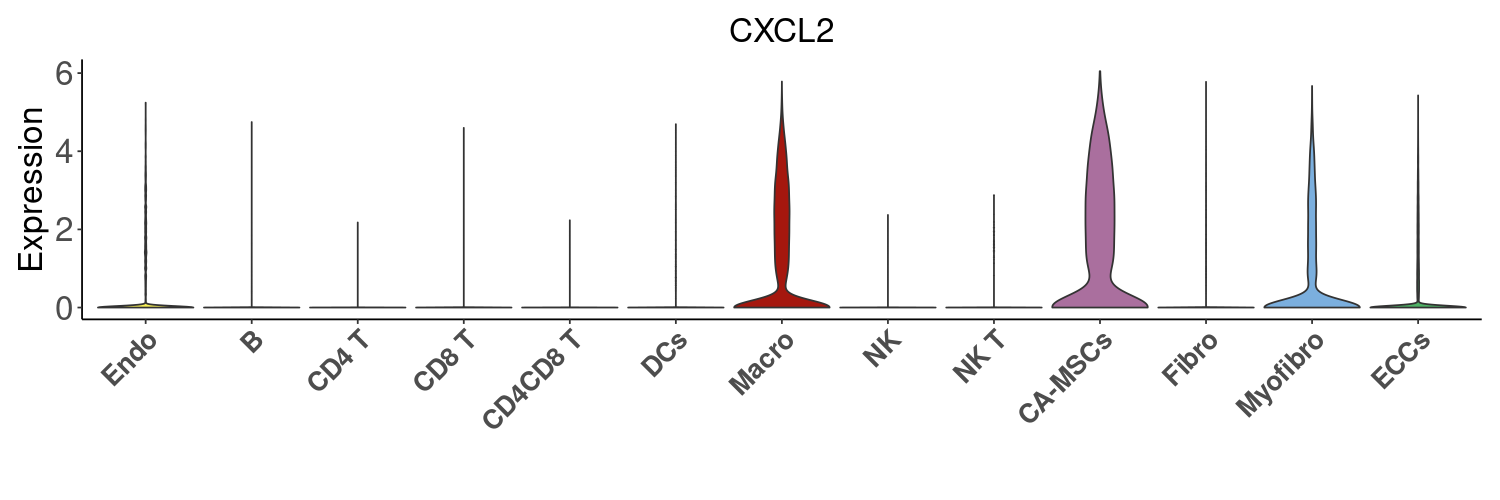 CXCL2
Expression
6
4
2
0
Endo
B
CD4 T
CD8 T
CD4CD8 T
DCs
Macro
NK
NK T
CA-MSCs
Fibro
Myofibro
ECCs